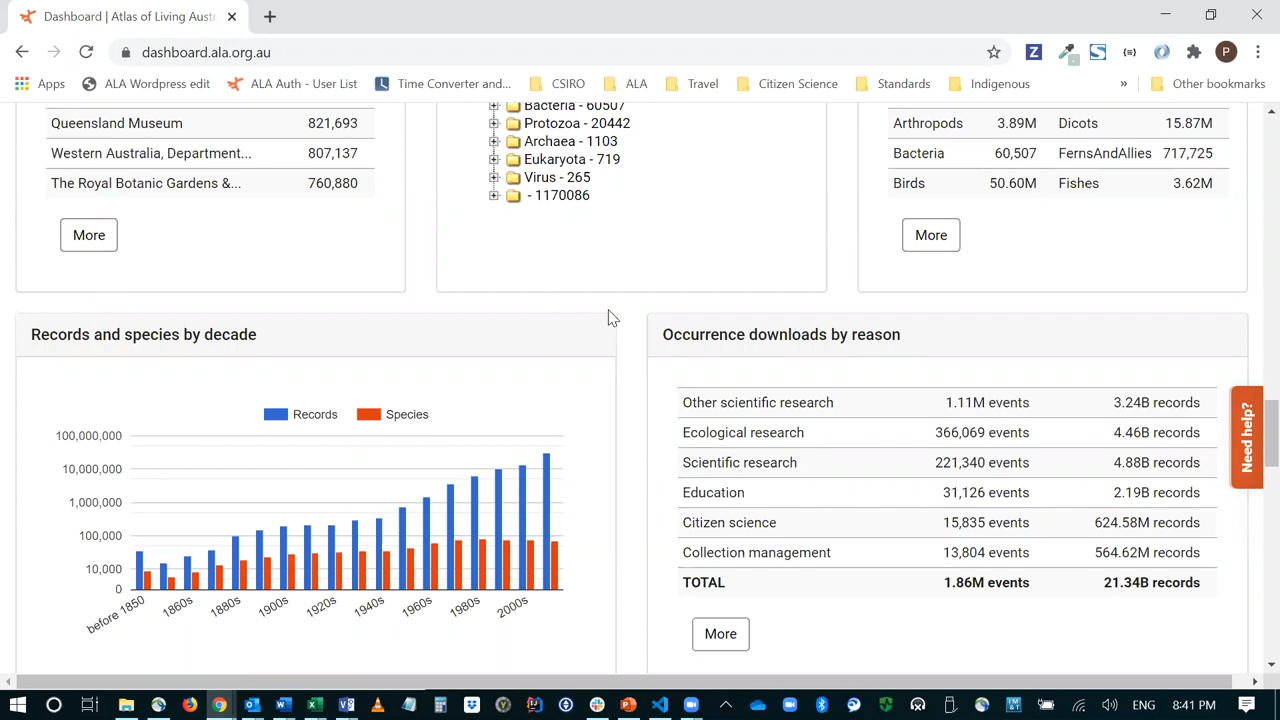 Dashboard | Atlas of Living Austr
dashboard.ala.org.au
P
Apps
ALA Wordpress edit
ALA Auth - User List
Time Converter and...
CSIRO
ALA
Travel
Citizen Science
Standards
Indigenous
»
Other bookmarks
Queensland Museum 821,693
Western Australia, Department... 807,137
The Royal Botanic Gardens &... 760,880
More
Bacteria - 60507
Protozoa - 20442
Archaea - 1103
Eukaryota - 719
Virus - 265
- 1170086
Arthropods 3.89M Dicots 15.87M
Bacteria 60,507 FernsAndAllies 717,725
Birds 50.60M Fishes 3.62M
More
Records and species by decade
Records Species
100,000,000
10,000,000
1,000,000
100,000
10,000
0
before 1850 1860s 1880s 1900s 1920s 1940s 1960s 1980s 2000s
Occurrence downloads by reason
Other scientific research 1.11M events 3.24B records
Ecological research 366,069 events 4.46B records
Scientific research 221,340 events 4.88B records
Education 31,126 events 2.19B records
Citizen science 15,835 events 624.58M records
Collection management 13,804 events 564.62M records
TOTAL 1.86M events 21.34B records
More
Need help?
ENG 8:41 PM